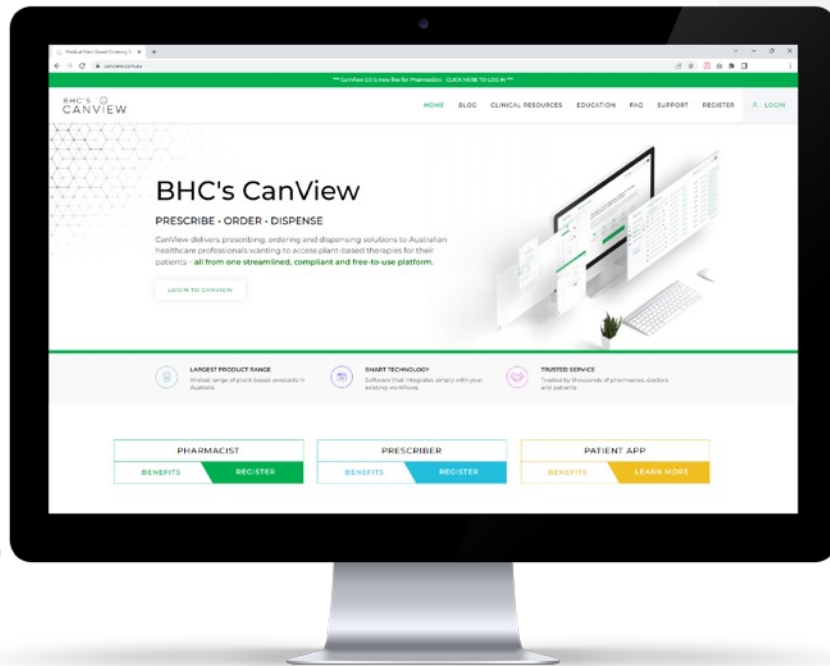 Medical Plant Based Dispensing S
canview.com.au
*** CanView 2.0 is now live for Pharmacists - CLICK HERE TO LOG IN ***
BHC'S
CANVIEW
HOME
BLOG
CLINICAL RESOURCES
EDUCATION
FAQ
SUPPORT
REGISTER
LOGIN
BHC's CanView
PRESCRIBE • ORDER • DISPENSE
CanView delivers prescribing, ordering and dispensing solutions to Australian
healthcare professionals wanting to access plant-based therapies for their
patients – all from one streamlined, compliant and free-to-use platform.
LOGIN TO CANVIEW
LARGEST PRODUCT RANGE
Widest range of plant-based products in
Australia
SMART TECHNOLOGY
Software that integrates simply with your
existing workflows
TRUSTED SERVICE
Trusted by thousands of pharmacies, doctors
and patients
PHARMACIST
BENEFITS
REGISTER
PRESCRIBER
BENEFITS
REGISTER
PATIENT APP
BENEFITS
LEARN MORE